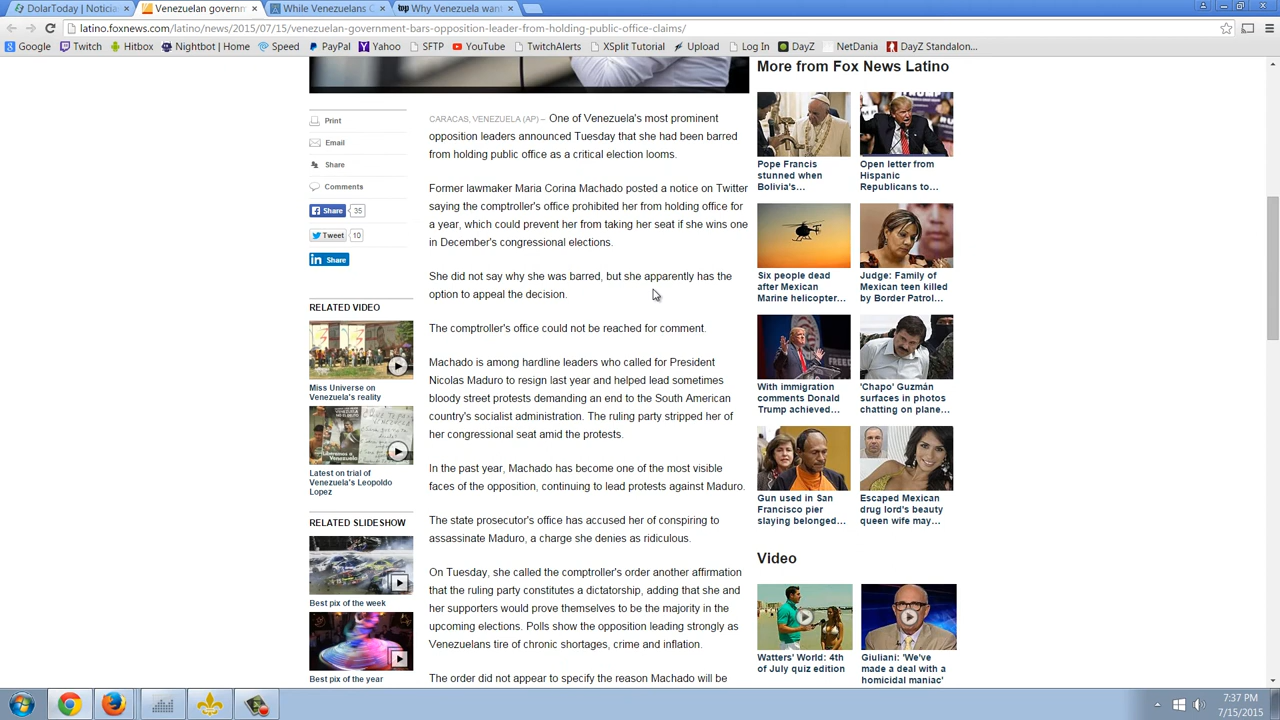 DolarToday | Noticia
Venezuelan governm
While Venezuelans C
Why Venezuela want
latino.foxnews.com/latino/news/2015/07/15/venezuelan-government-bars-opposition-leader-from-holding-public-office-claims/
Google
Twitch
Hitbox
Nightbot | Home
Speed
PayPal
Yahoo
SFTP
YouTube
TwitchAlerts
XSplit Tutorial
Upload
Log In
DayZ
NetDania
DayZ Standalon...
Print
Email
Share
Comments
Share 35
Tweet 10
in Share
RELATED VIDEO
Miss Universe on
Venezuela's reality
Latest on trial of
Venezuela's Leopoldo
Lopez
RELATED SLIDESHOW
Best pix of the week
Best pix of the year
CARACAS, VENEZUELA (AP) – One of Venezuela's most prominent
opposition leaders announced Tuesday that she had been barred
from holding public office as a critical election looms.
Former lawmaker Maria Corina Machado posted a notice on Twitter
saying the comptroller's office prohibited her from holding office for
a year, which could prevent her from taking her seat if she wins one
in December's congressional elections.
She did not say why she was barred, but she apparently has the
option to appeal the decision.
The comptroller's office could not be reached for comment.
Machado is among hardline leaders who called for President
Nicolas Maduro to resign last year and helped lead sometimes
bloody street protests demanding an end to the South American
country's socialist administration. The ruling party stripped her of
her congressional seat amid the protests.
In the past year, Machado has become one of the most visible
faces of the opposition, continuing to lead protests against Maduro.
The state prosecutor's office has accused her of conspiring to
assassinate Maduro, a charge she denies as ridiculous.
On Tuesday, she called the comptroller's order another affirmation
that the ruling party constitutes a dictatorship, adding that she and
her supporters would prove themselves to be the majority in the
upcoming elections. Polls show the opposition leading strongly as
Venezuelans tire of chronic shortages, crime and inflation.
The order did not appear to specify the reason Machado will be
More from Fox News Latino
Pope Francis
stunned when
Bolivia's...
Open letter from
Hispanic
Republicans to...
Six people dead
after Mexican
Marine helicopter...
Judge: Family of
Mexican teen killed
by Border Patrol...
With immigration
comments Donald
Trump achieved...
'Chapo' Guzmán
surfaces in photos
chatting on plane...
Gun used in San
Francisco pier
slaying belonged...
Escaped Mexican
drug lord's beauty
queen wife may...
Video
Watters' World: 4th
of July quiz edition
Giuliani: 'We've
made a deal with a
homicidal maniac'
7:37 PM
7/15/2015